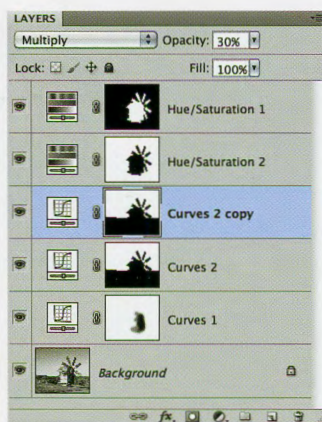 LAYERS
Multiply Opacity: 30%
Lock: Fill: 100%
Hue/Saturation 1
Hue/Saturation 2
Curves 2 copy
Curves 2
Curves 1
Background
fx.